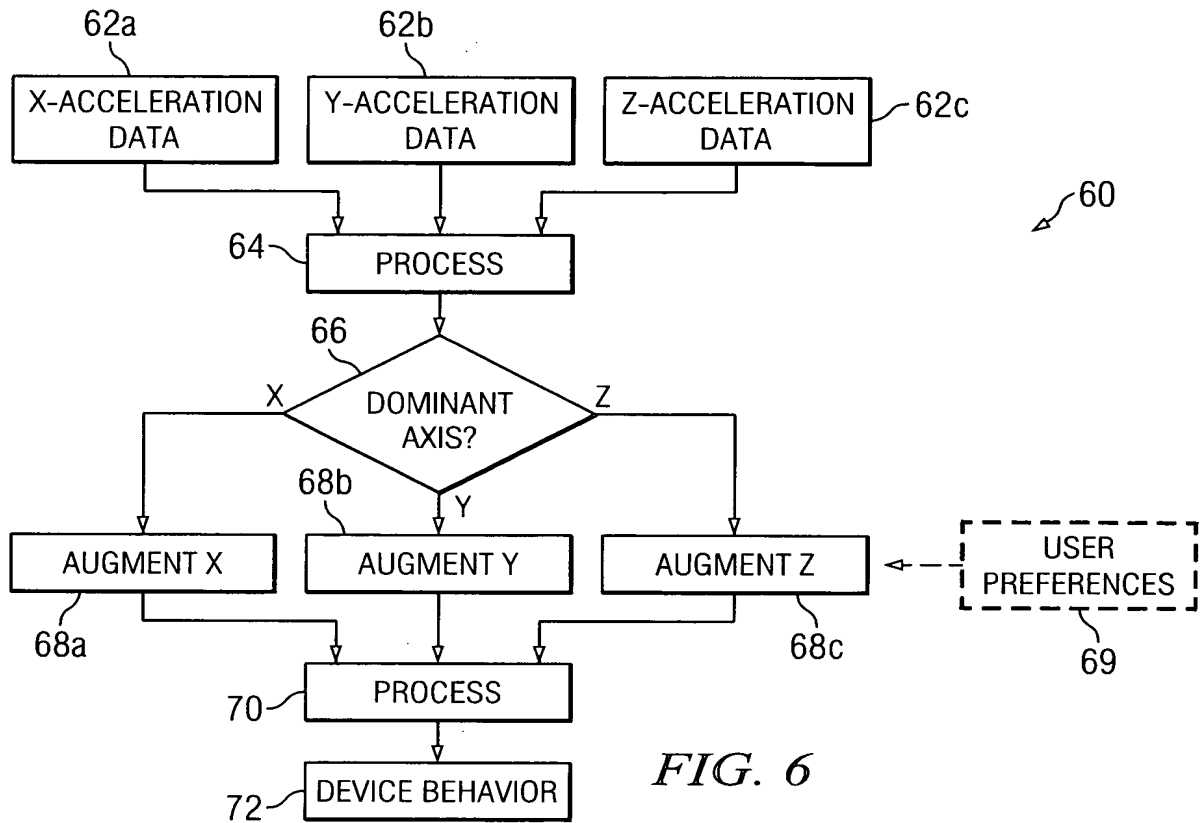 62a
62b
X-ACCELERATION
DATA
Y-ACCELERATION
DATA
Z-ACCELERATION
DATA
62c
60
64
PROCESS
66
X
DOMINANT
AXIS?
Z
Y
68b
AUGMENT X
AUGMENT Y
AUGMENT Z
USER
PREFERENCES
68a
68c
69
70
PROCESS
72
DEVICE BEHAVIOR
FIG. 6